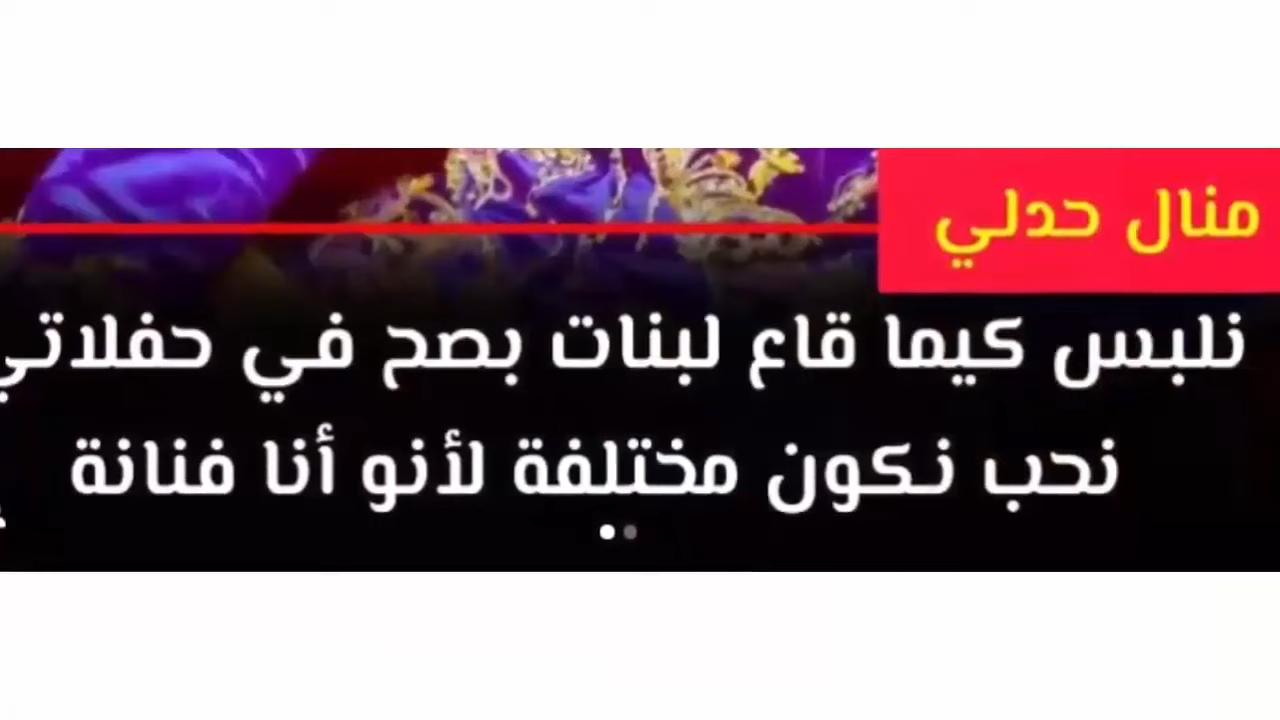 منال حدلي
نلبس كيما قاع لبنات بصح في حفلاتي
نحب نكون مختلفة لأنو أنا فنانة